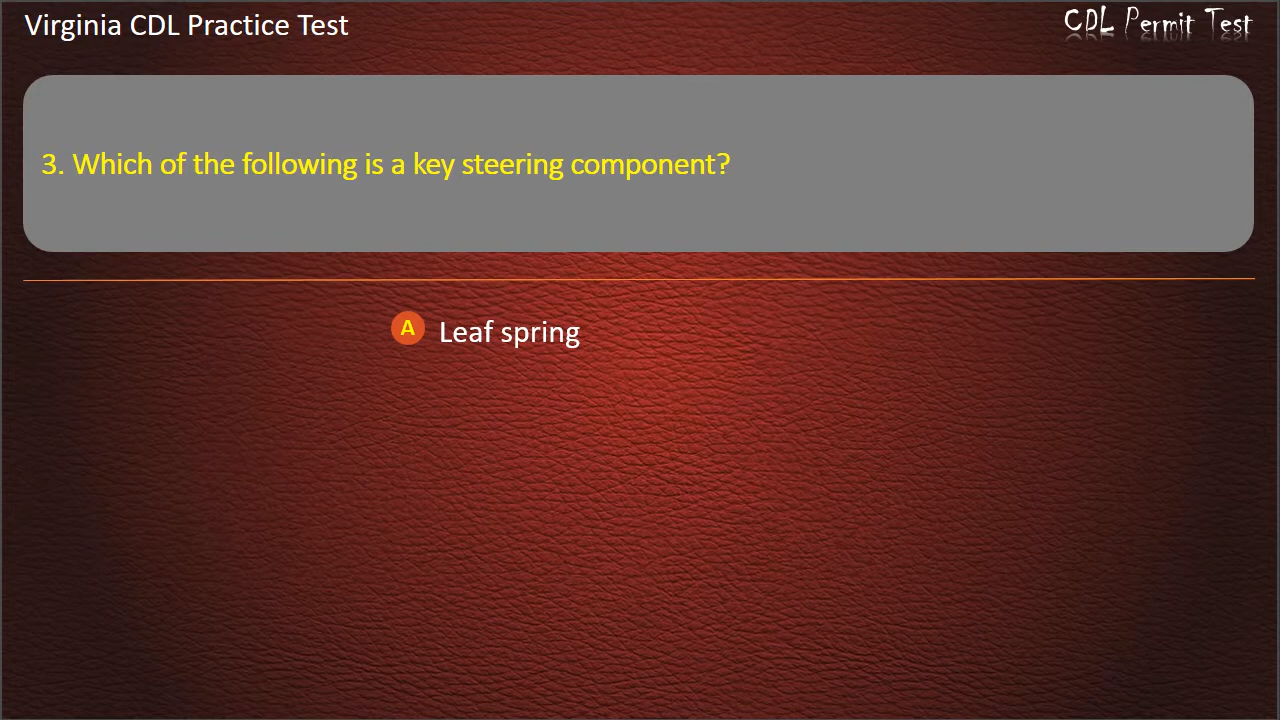 Virginia CDL Practice Test
CDL Permit Test
3. Which of the following is a key steering component?
A Leaf spring